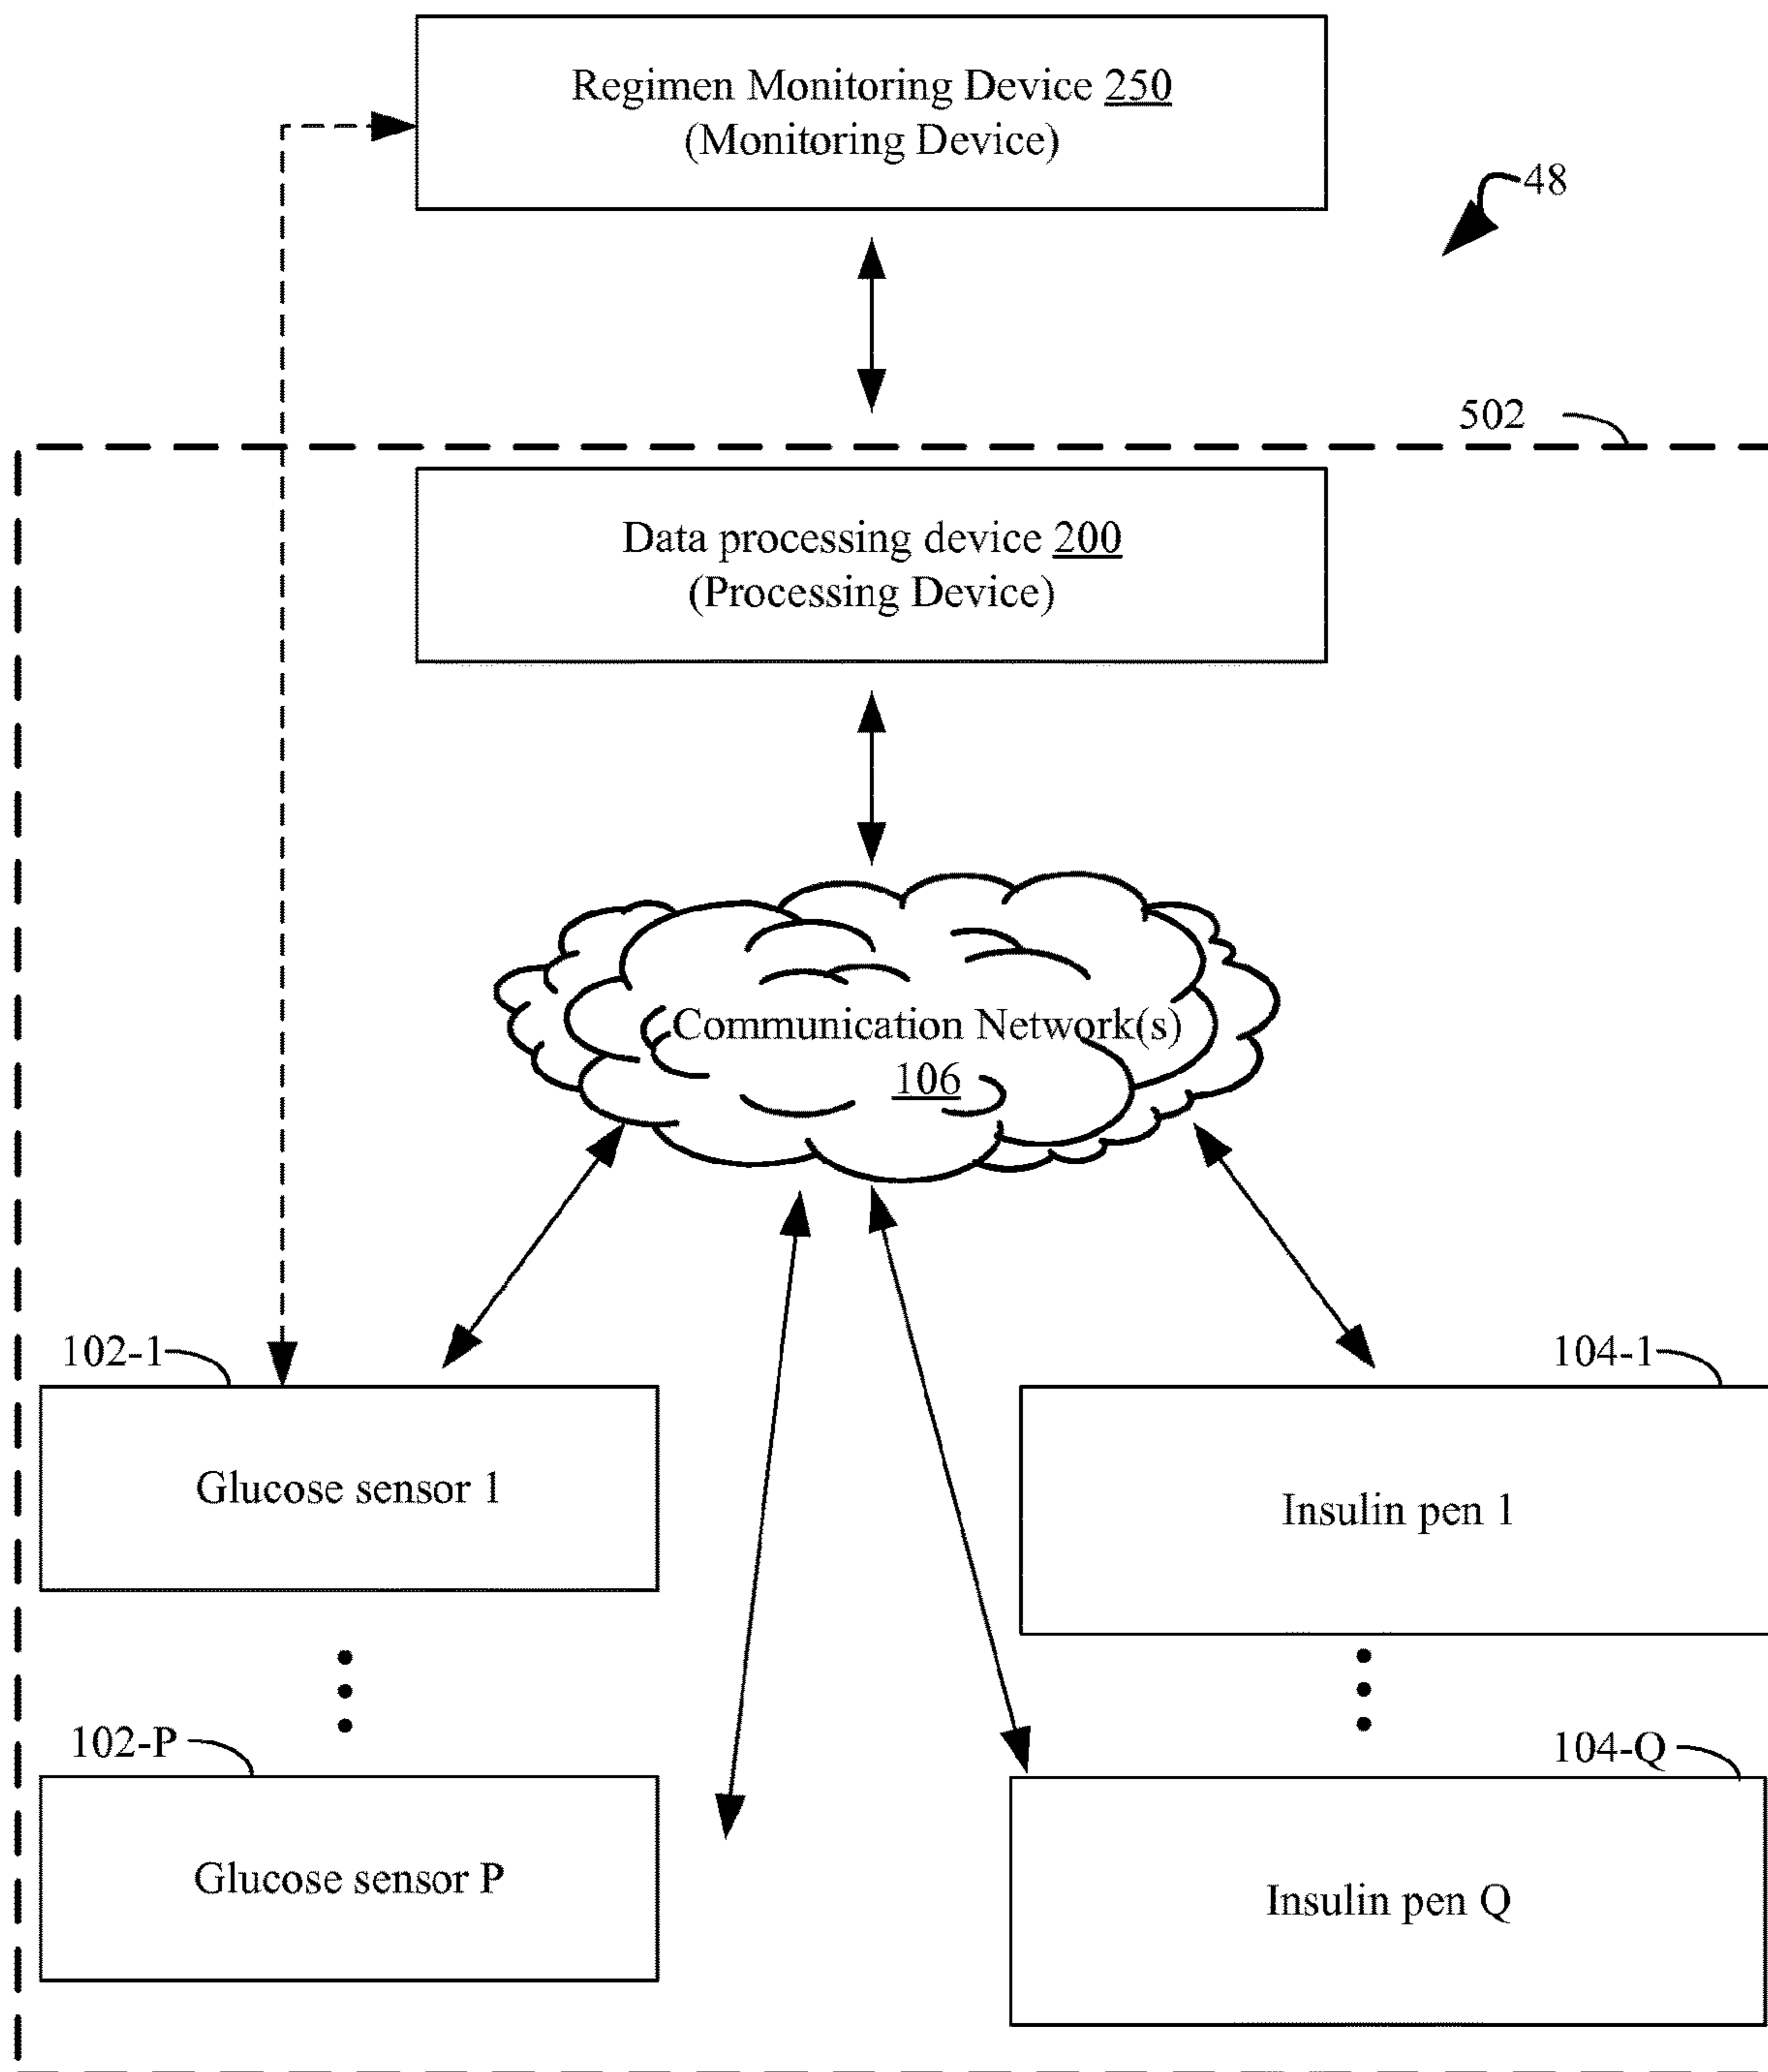 Regimen Monitoring Device 250
(Monitoring Device)
48
502
Data processing device 200
(Processing Device)
Communication Network(s)
106
102-1
104-1
Glucose sensor 1
Insulin pen 1
102-P
104-Q
Glucose sensor P
Insulin pen Q